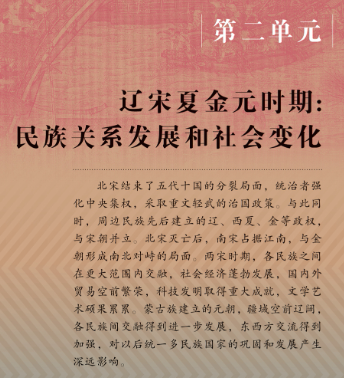 第二单元
辽宋夏金元时期：
民族关系发展和社会变化
北宋结束了五代十国的分裂局面，统治者强
化中央集权，采取重文轻武的治国政策。与此同
时，周边民族先后建立的辽、西夏、金等政权，
与宋朝并立。北宋灭亡后，南宋占据江南，与金
朝形成南北对峙的局面。两宋时期，各民族之间
在更大范围内交融，社会经济蓬勃发展，国内外
贸易空前繁荣，科技发明取得重大成就，文学艺
术硕果累累。蒙古族建立的元朝，疆域空前辽阔，
各民族间交融得到进一步发展，东西方交流得到
加强，对以后统一多民族国家的巩固和发展产生
深远影响。